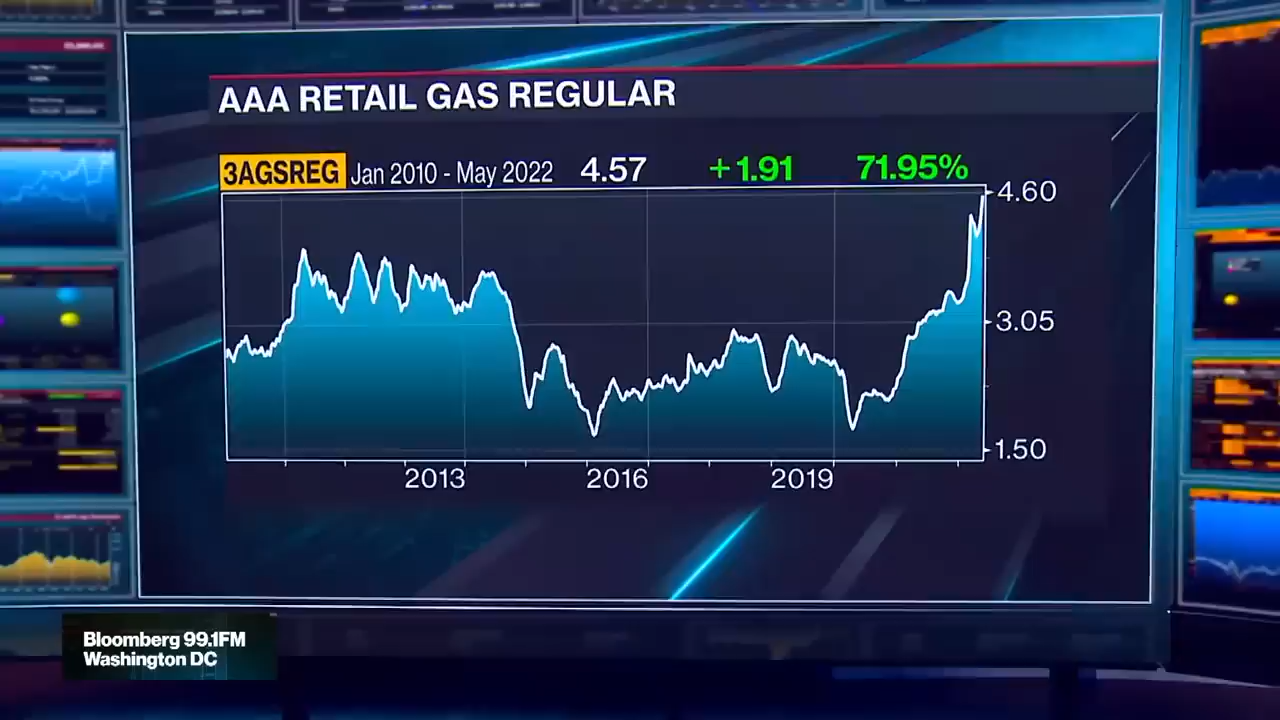 AAA RETAIL GAS REGULAR
3AGSREG Jan 2010 - May 2022 4.57 +1.91 71.95%
4.60
3.05
1.50
2013 2016 2019
Bloomberg 99.1FM
Washington DC